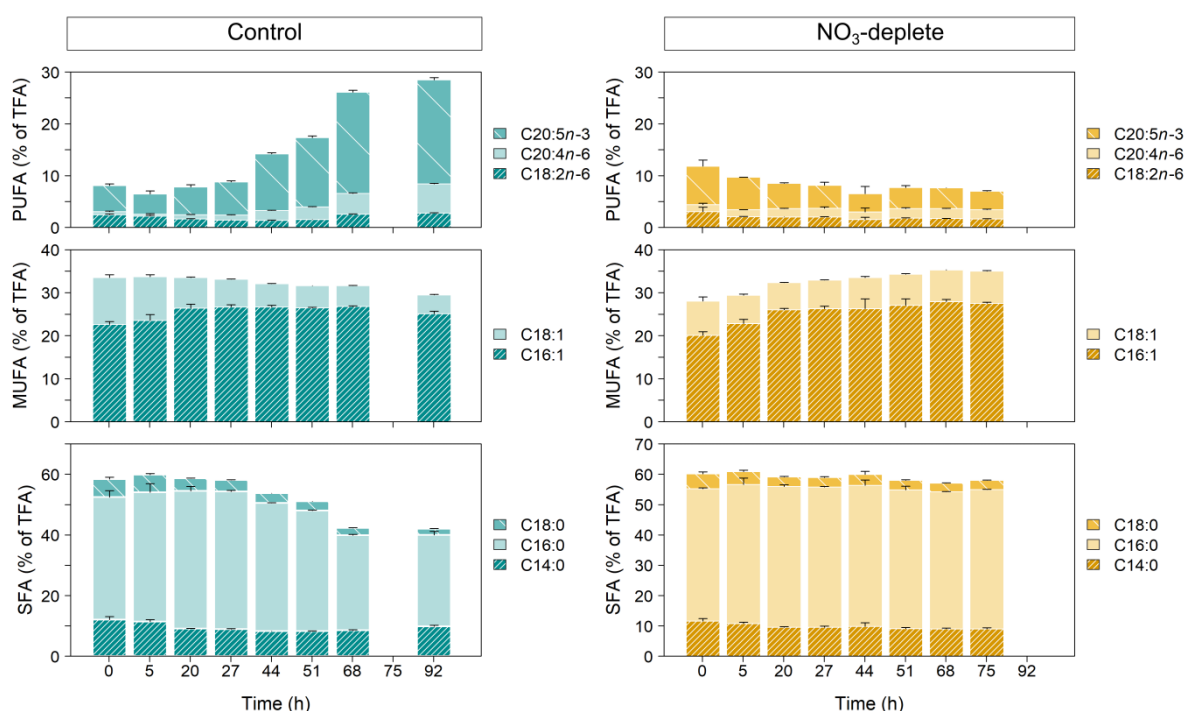 Control
NO₃-deplete
PUFA (% of TFA)
30
20
10
0
C20:5n-3
C20:4n-6
C18:2n-6
PUFA (% of TFA)
30
20
10
0
C20:5n-3
C20:4n-6
C18:2n-6
MUFA (% of TFA)
40
30
20
10
0
C18:1
C16:1
MUFA (% of TFA)
40
30
20
10
0
C18:1
C16:1
SFA (% of TFA)
60
40
20
0
C18:0
C16:0
C14:0
0 5 20 27 44 51 68 75 92
Time (h)
SFA (% of TFA)
70
60
50
40
30
20
10
0
C18:0
C16:0
C14:0
0 5 20 27 44 51 68 75 92
Time (h)